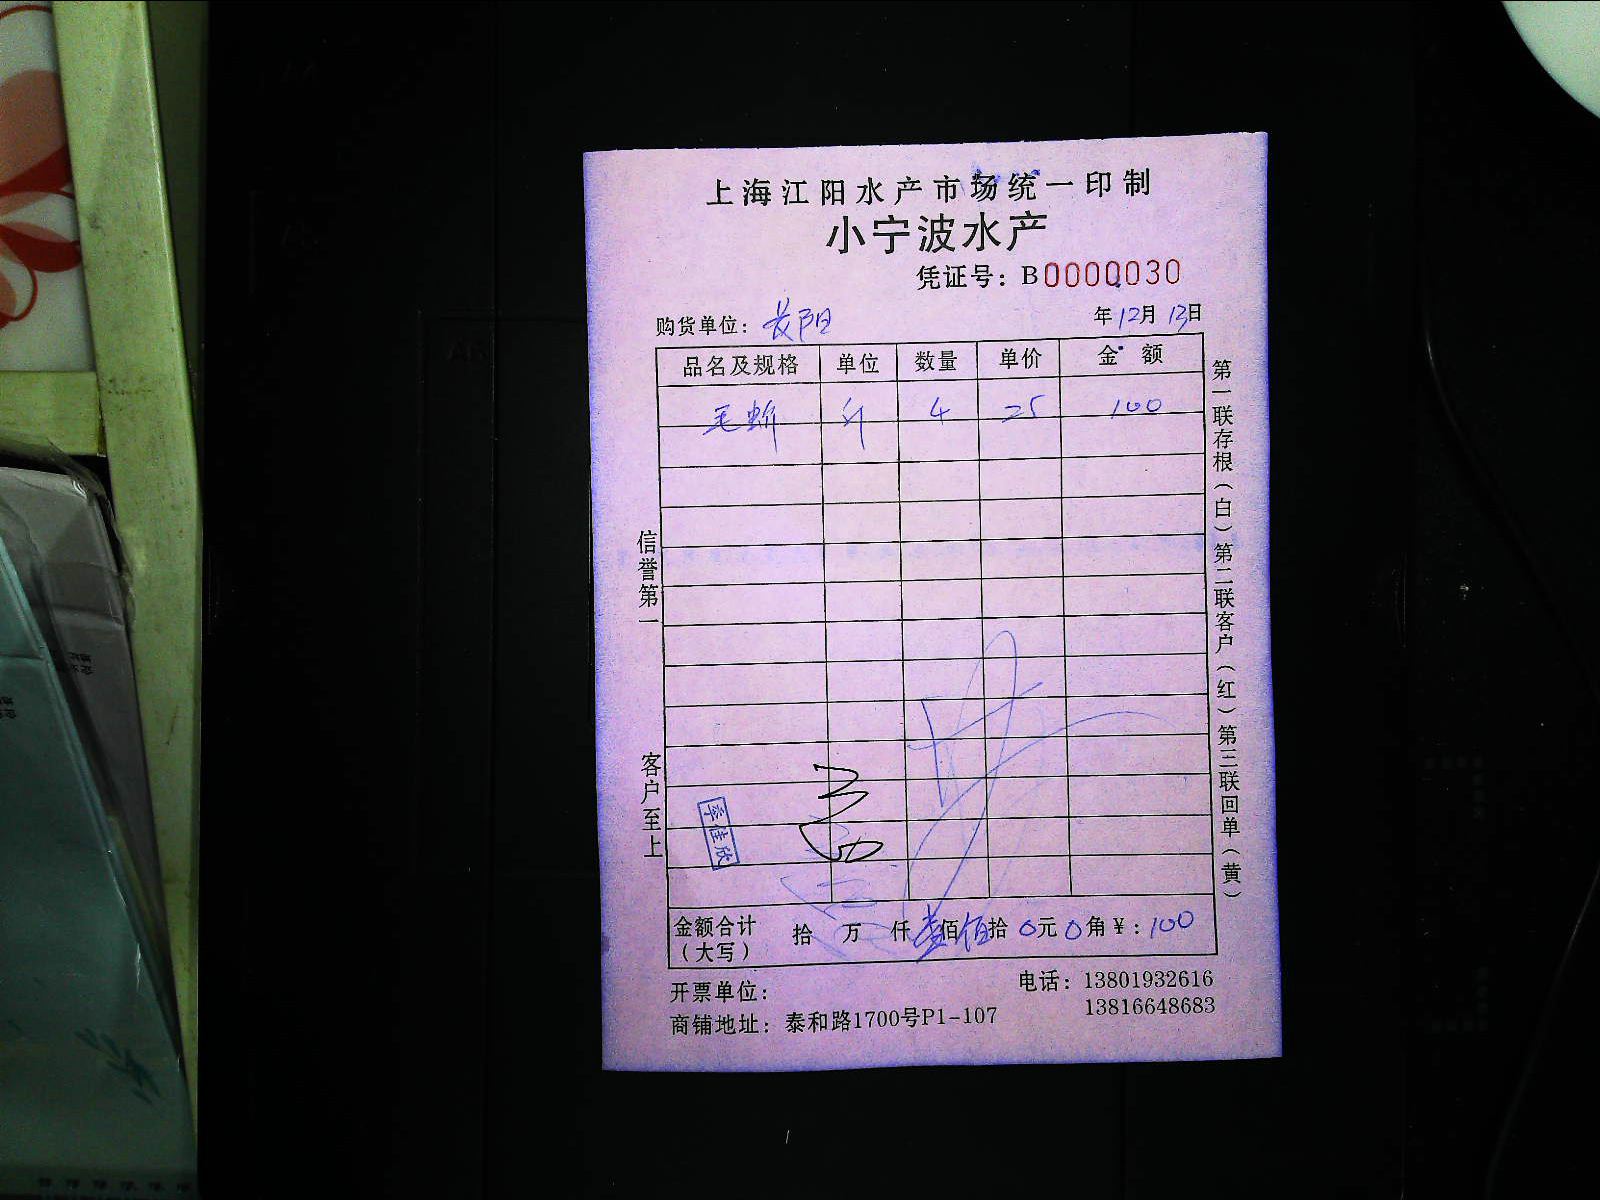 上海江阳水产市场统一印制
小宁波水产
凭证号：B0000030
购货单位：长阳 年12月13日
品名及规格 单位 数量 单价 金额
毛蚶 斤 4 25 100
信誉第一
客户至上
第一联存根（白）第二联客户（红）第三联回单（黄）
李佳欣
金额合计（大写） 拾 万 仟壹佰 拾 0元0角¥：100
开票单位： 电话：13801932616
13816648683
商铺地址：泰和路1700号P1-107